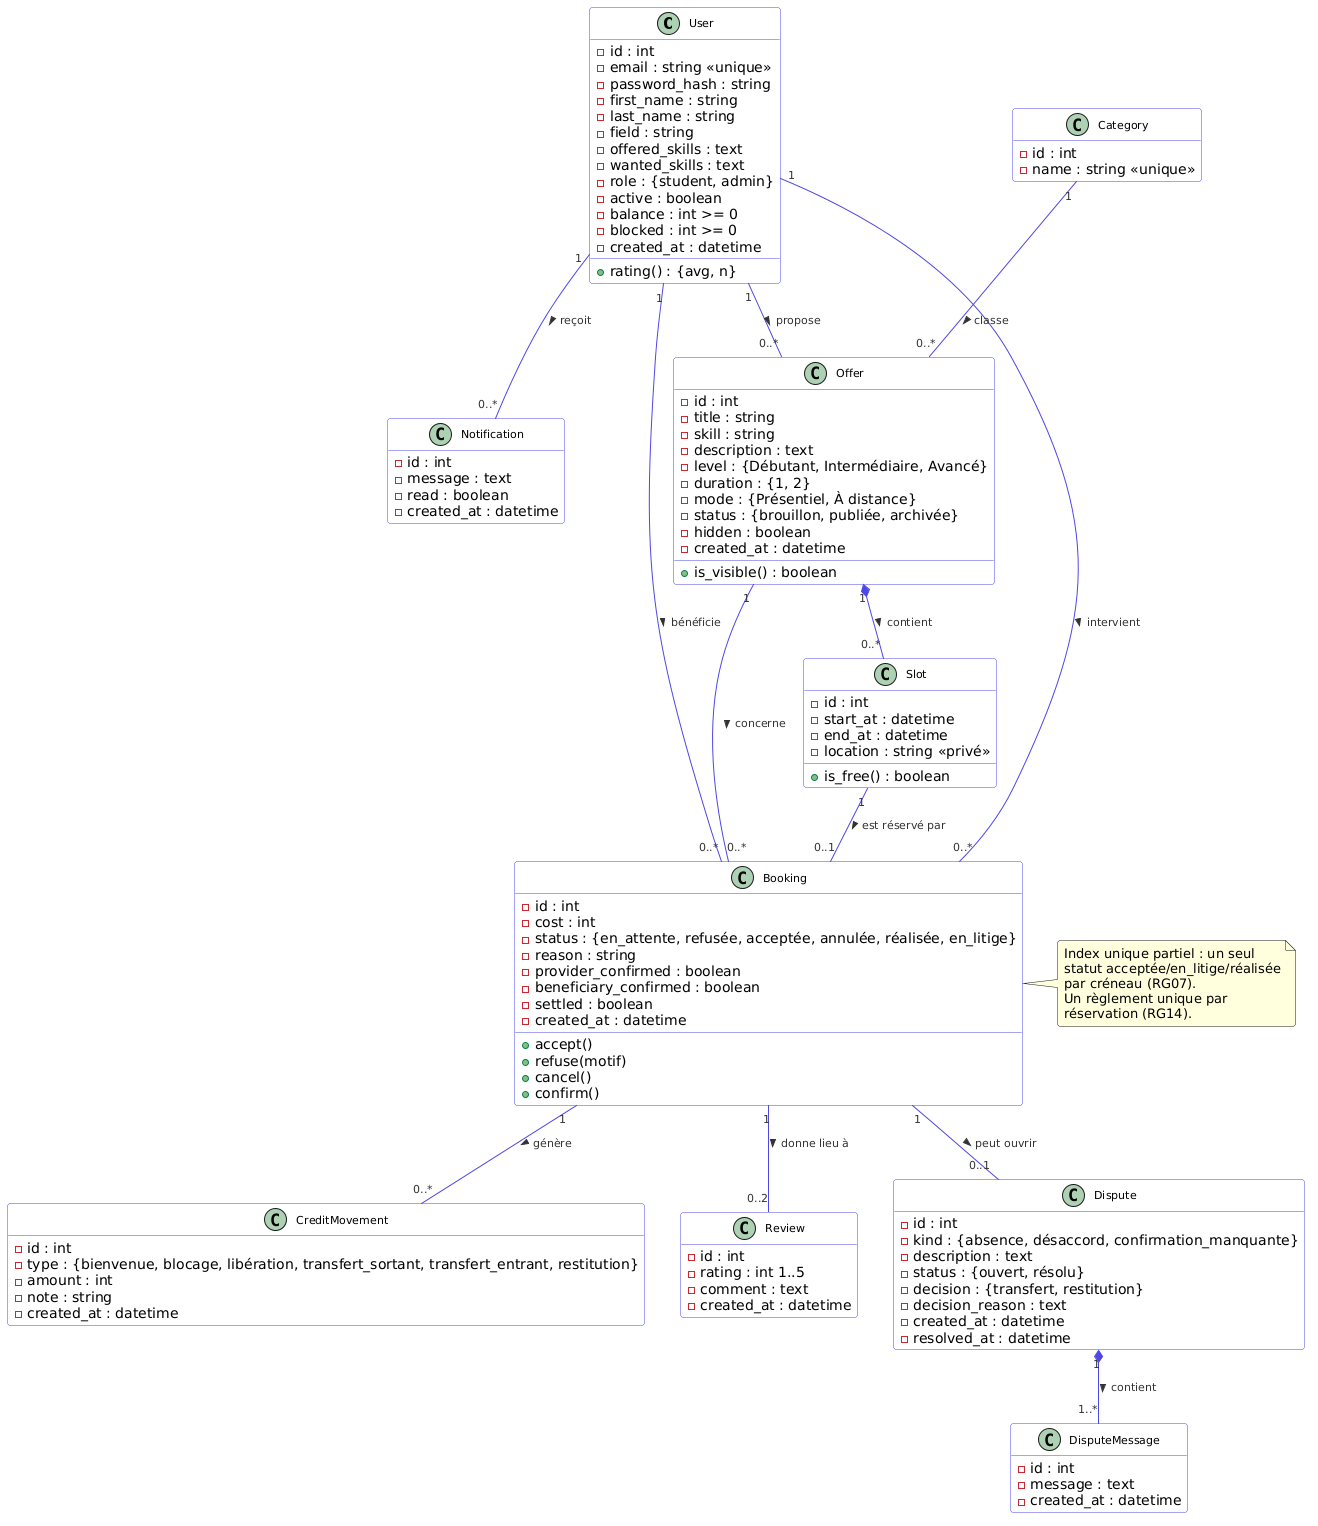 C User
id : int
email : string «unique»
password_hash : string
first_name : string
last_name : string
field : string
offered_skills : text
wanted_skills : text
role : {student, admin}
active : boolean
balance : int >= 0
blocked : int >= 0
created_at : datetime
rating() : {avg, n}
C Category
id : int
name : string «unique»
1
1
1
1
1
reçoit
propose
classe
0..*
0..*
0..*
C Notification
id : int
message : text
read : boolean
created_at : datetime
C Offer
id : int
title : string
skill : string
description : text
level : {Débutant, Intermédiaire, Avancé}
duration : {1, 2}
mode : {Présentiel, À distance}
status : {brouillon, publiée, archivée}
hidden : boolean
created_at : datetime
is_visible() : boolean
1
1
bénéficie
contient
intervient
0..*
C Slot
id : int
start_at : datetime
end_at : datetime
location : string «privé»
is_free() : boolean
concerne
1
est réservé par
0..*
0..*
0..1
0..*
C Booking
id : int
cost : int
status : {en_attente, refusée, acceptée, annulée, réalisée, en_litige}
reason : string
provider_confirmed : boolean
beneficiary_confirmed : boolean
settled : boolean
created_at : datetime
accept()
refuse(motif)
cancel()
confirm()
Index unique partiel : un seul
statut acceptée/en_litige/réalisée
par créneau (RG07).
Un règlement unique par
réservation (RG14).
1
1
1
génère
donne lieu à
peut ouvrir
0..*
0..2
0..1
C CreditMovement
id : int
type : {bienvenue, blocage, libération, transfert_sortant, transfert_entrant, restitution}
amount : int
note : string
created_at : datetime
C Review
id : int
rating : int 1..5
comment : text
created_at : datetime
C Dispute
id : int
kind : {absence, désaccord, confirmation_manquante}
description : text
status : {ouvert, résolu}
decision : {transfert, restitution}
decision_reason : text
created_at : datetime
resolved_at : datetime
1
contient
1..*
C DisputeMessage
id : int
message : text
created_at : datetime